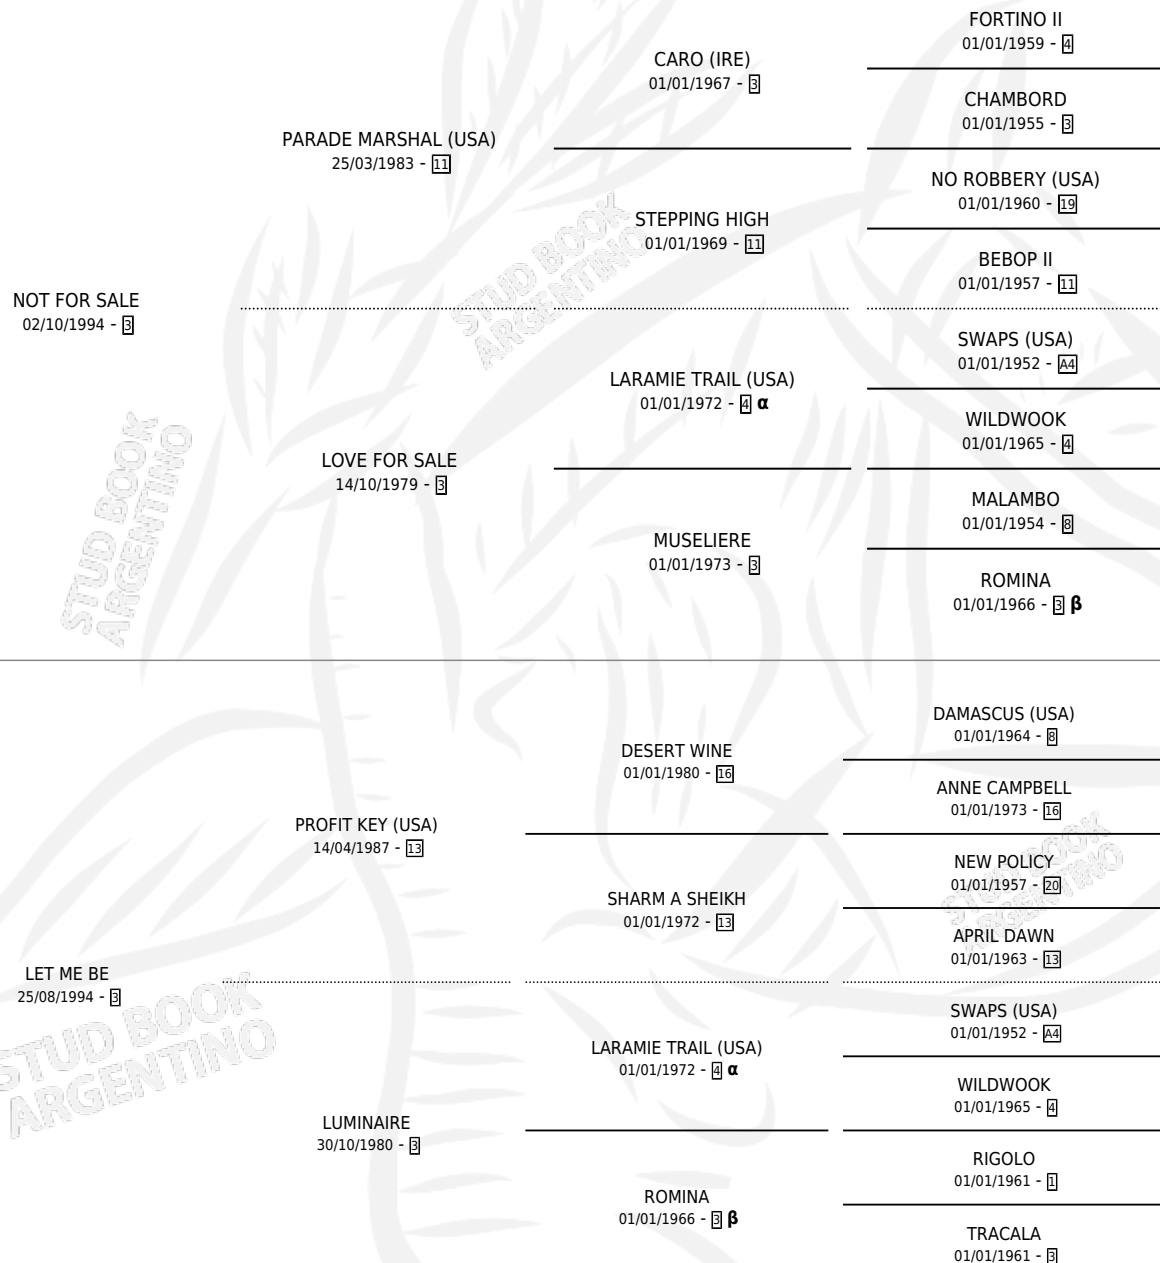 FORTINO II
01/01/1959 - 4
CARO (IRE)
01/01/1967 - 3
CHAMBORD
01/01/1955 - 3
PARADE MARSHAL (USA)
25/03/1983 - 11
NO ROBBERY (USA)
01/01/1960 - 19
STEPPING HIGH
01/01/1969 - 11
BEBOP II
01/01/1957 - 11
STUD BOOK
ARGENTINO
NOT FOR SALE
02/10/1994 - 3
SWAPS (USA)
01/01/1952 - A4
LARAMIE TRAIL (USA)
01/01/1972 - 4 α
WILDWOOK
01/01/1965 - 4
LOVE FOR SALE
14/10/1979 - 3
MALAMBO
01/01/1954 - 8
MUSELIERE
01/01/1973 - 3
ROMINA
01/01/1966 - 3 β
STUD BOOK
ARGENTINO
DAMASCUS (USA)
01/01/1964 - 8
DESERT WINE
01/01/1980 - 16
ANNE CAMPBELL
01/01/1973 - 16
PROFIT KEY (USA)
14/04/1987 - 13
NEW POLICY
01/01/1957 - 20
SHARM A SHEIKH
01/01/1972 - 13
APRIL DAWN
01/01/1963 - 13
STUD BOOK
ARGENTINO
LET ME BE
25/08/1994 - 3
SWAPS (USA)
01/01/1952 - A4
LARAMIE TRAIL (USA)
01/01/1972 - 4 α
WILDWOOK
01/01/1965 - 4
STUD BOOK
ARGENTINO
LUMINAIRE
30/10/1980 - 3
RIGOLO
01/01/1961 - 1
ROMINA
01/01/1966 - 3 β
TRACALA
01/01/1961 - 3